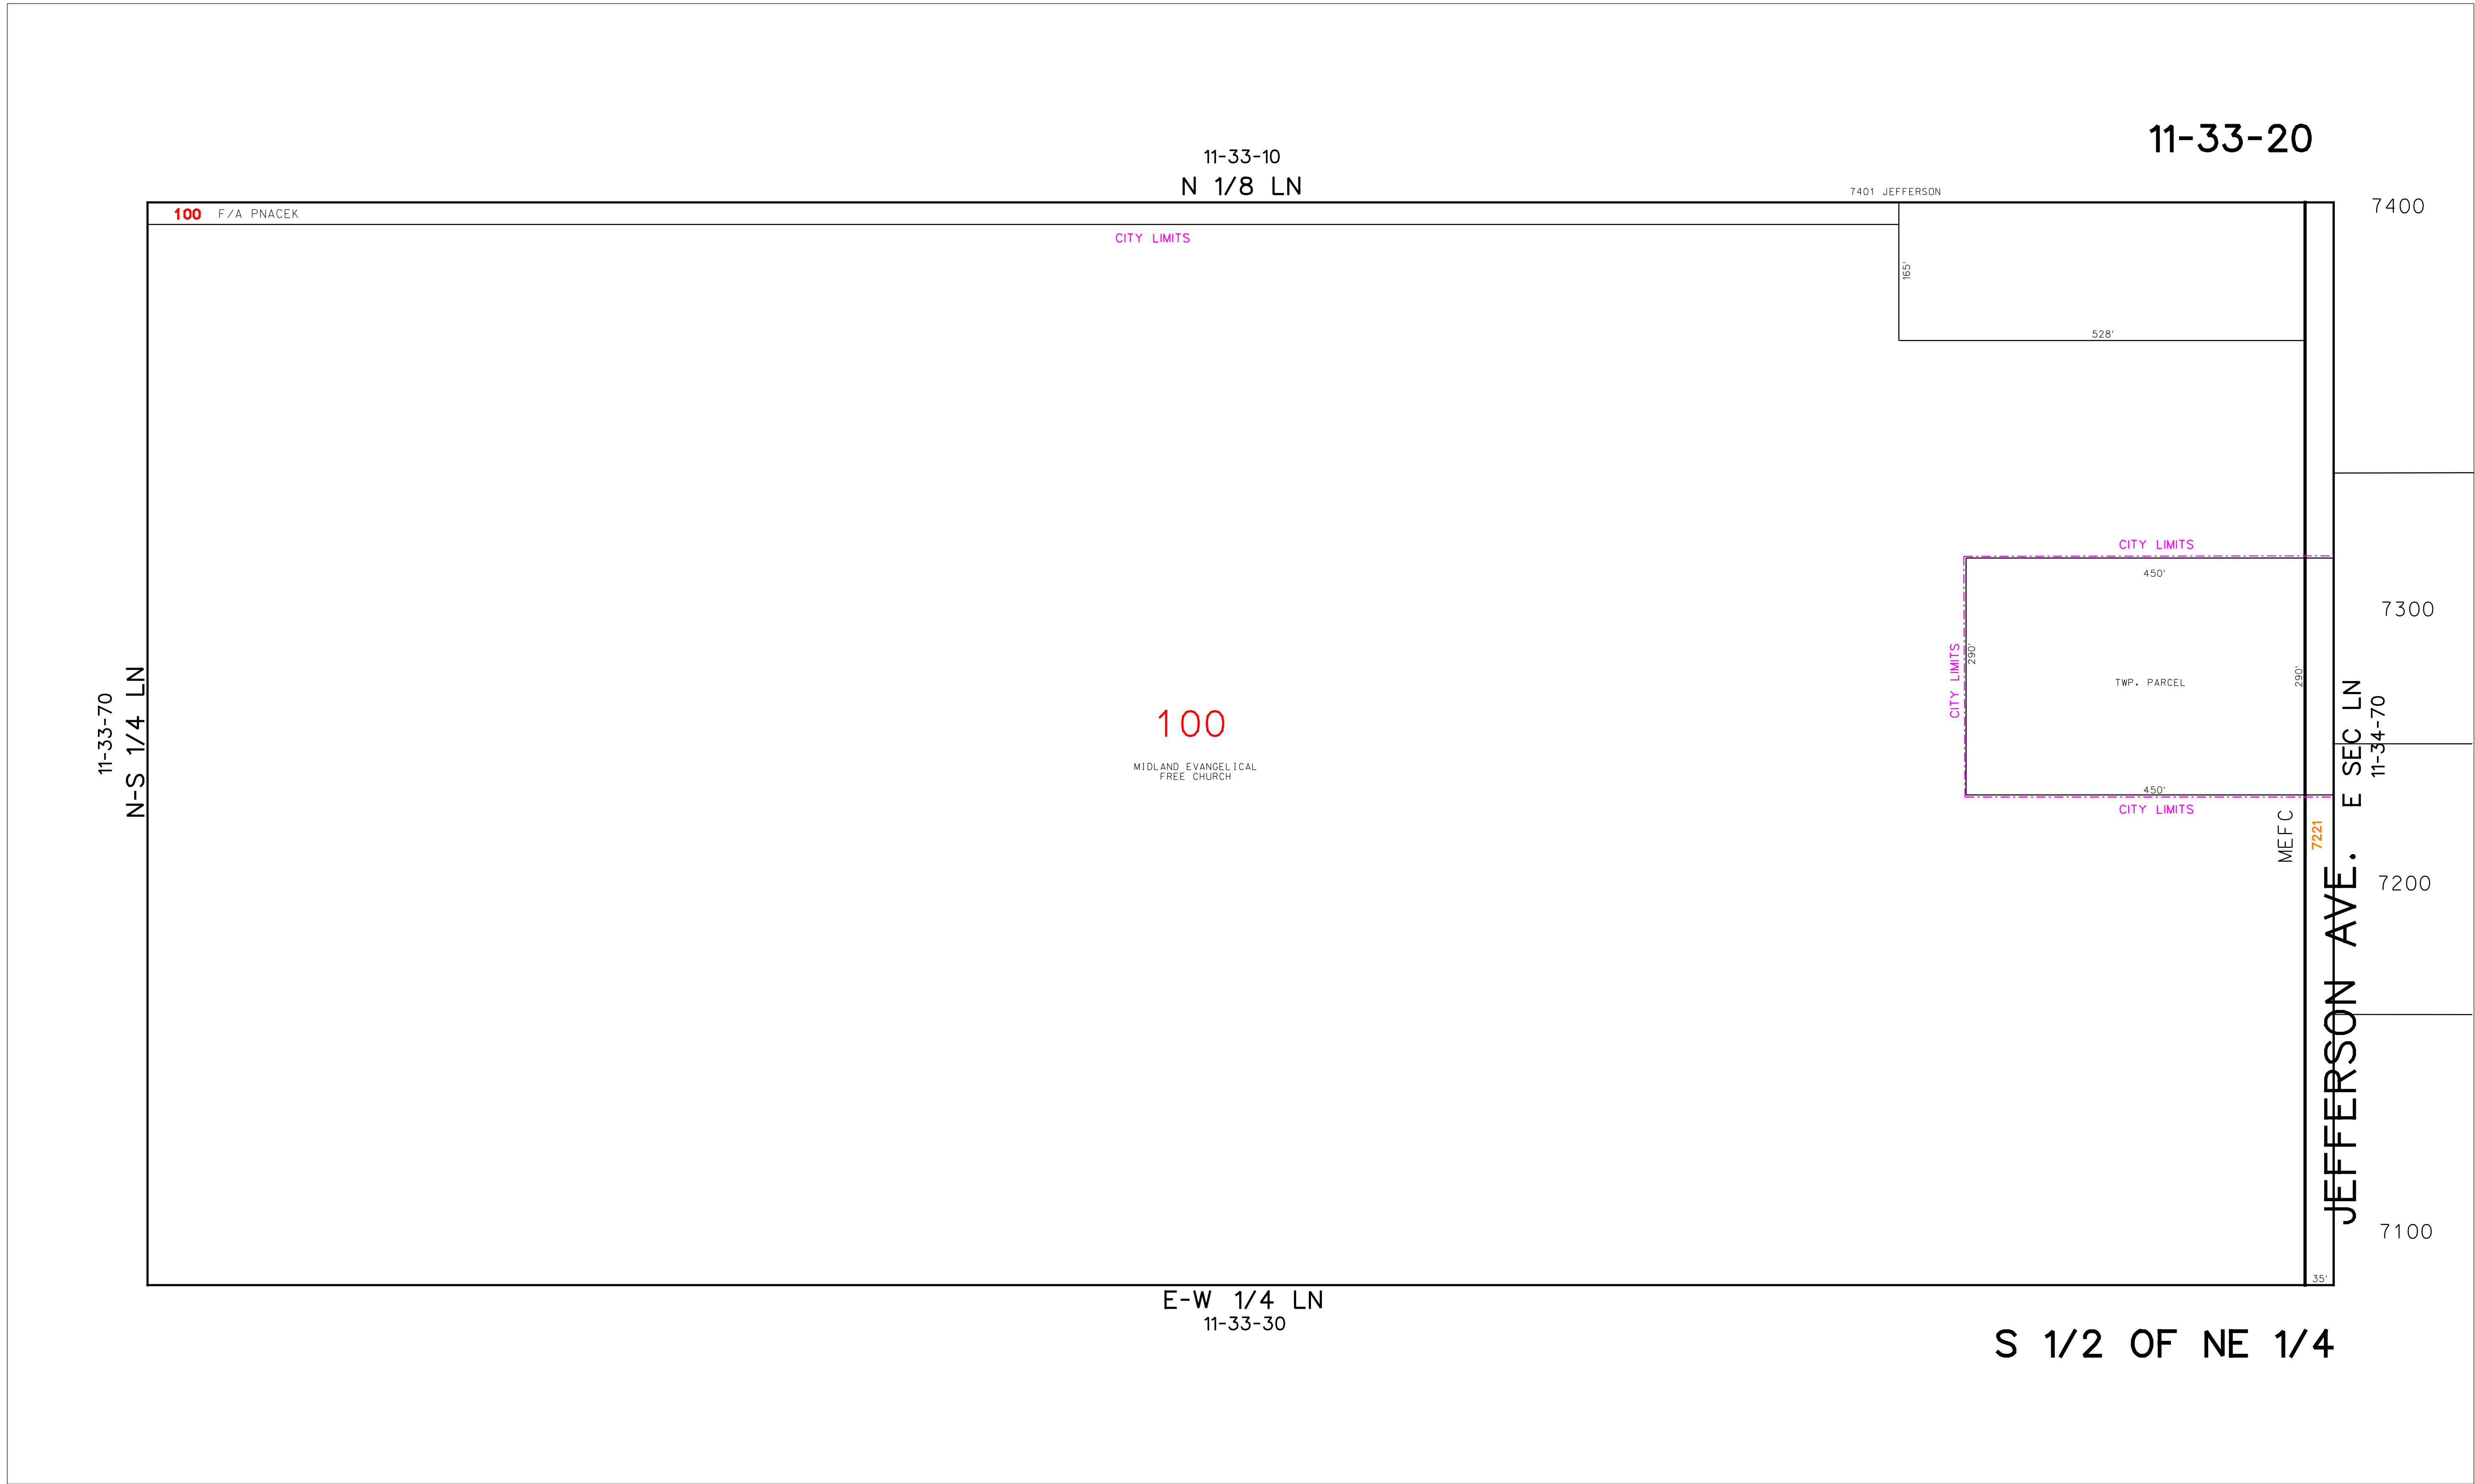 11-33-20
11-33-10
N 1/8 LN
7401 JEFFERSON
7400
100 F/A PNACEK
CITY LIMITS
165'
528'
CITY LIMITS
450'
7300
CITY LIMITS
290'
TWP. PARCEL
290'
E SEC LN
11-34-70
11-33-70
N-S 1/4 LN
100
MIDLAND EVANGELICAL
FREE CHURCH
450'
CITY LIMITS
MEFC
7221
JEFFERSON AVE.
7200
7100
35'
E-W 1/4 LN
11-33-30
S 1/2 OF NE 1/4